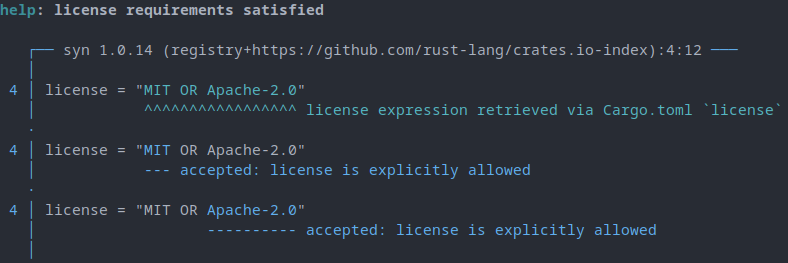 help: license requirements satisfied
┌── syn 1.0.14 (registry+https://github.com/rust-lang/crates.io-index):4:12 ──
│
4 │ license = "MIT OR Apache-2.0"
│ ^^^^^^^^^^^^^^^^^ license expression retrieved via Cargo.toml `license`
·
4 │ license = "MIT OR Apache-2.0"
│ --- accepted: license is explicitly allowed
·
4 │ license = "MIT OR Apache-2.0"
│ ---------- accepted: license is explicitly allowed
│